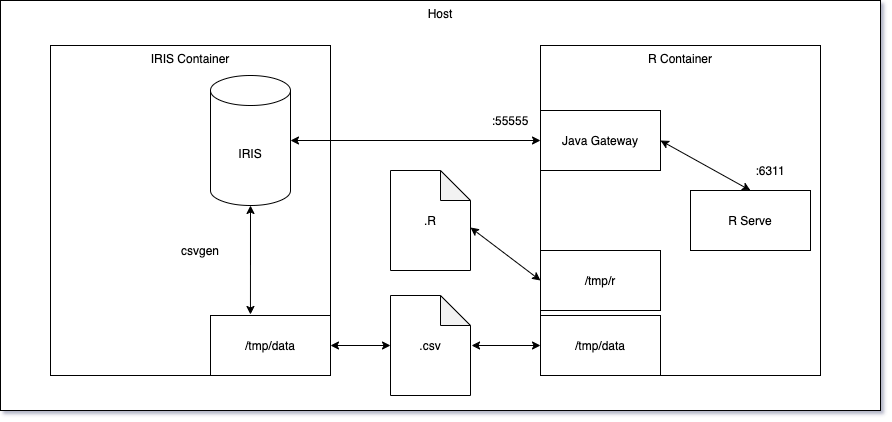 Host
IRIS Container
R Container
:55555
IRIS
Java Gateway
:6311
.R
R Serve
csvgen
/tmp/r
/tmp/data
.csv
/tmp/data